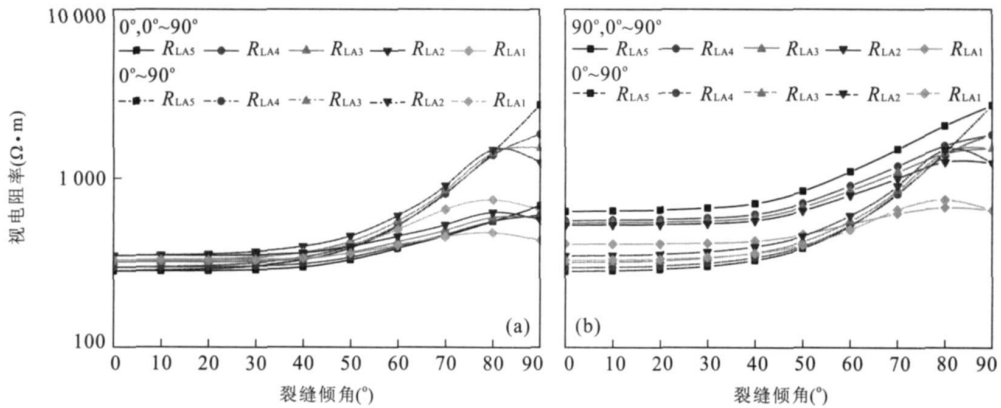 10 000
1 000
100
视电阻率(Ω•m)
0°,0°~90°
RLA5 RLA4 RLA3 RLA2 RLA1
0°~90°
RLA5 RLA4 RLA3 RLA2 RLA1
(a)
0 10 20 30 40 50 60 70 80 90
裂缝倾角(°)
90°,0°~90°
RLA5 RLA4 RLA3 RLA2 RLA1
0°~90°
RLA5 RLA4 RLA3 RLA2 RLA1
(b)
0 10 20 30 40 50 60 70 80 90
裂缝倾角(°)